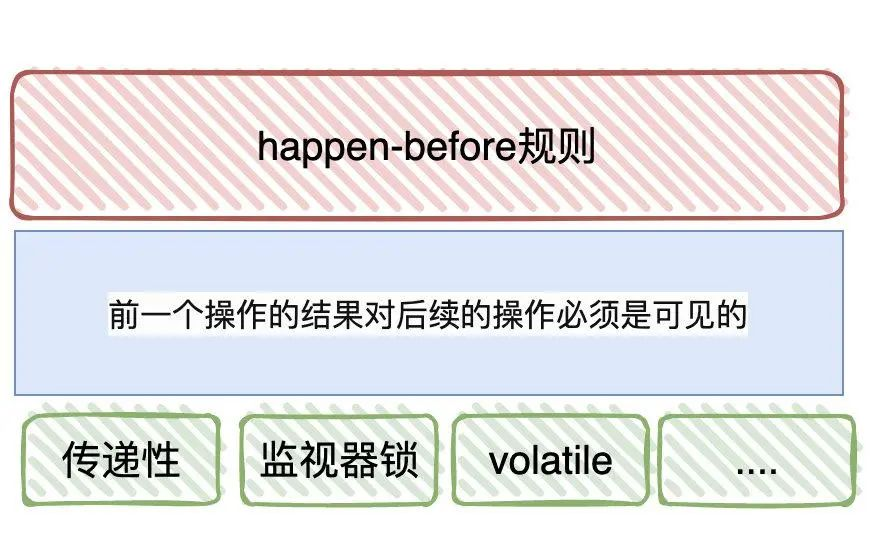 happen-before规则
前一个操作的结果对后续的操作必须是可见的
传递性
监视器锁
volatile
....